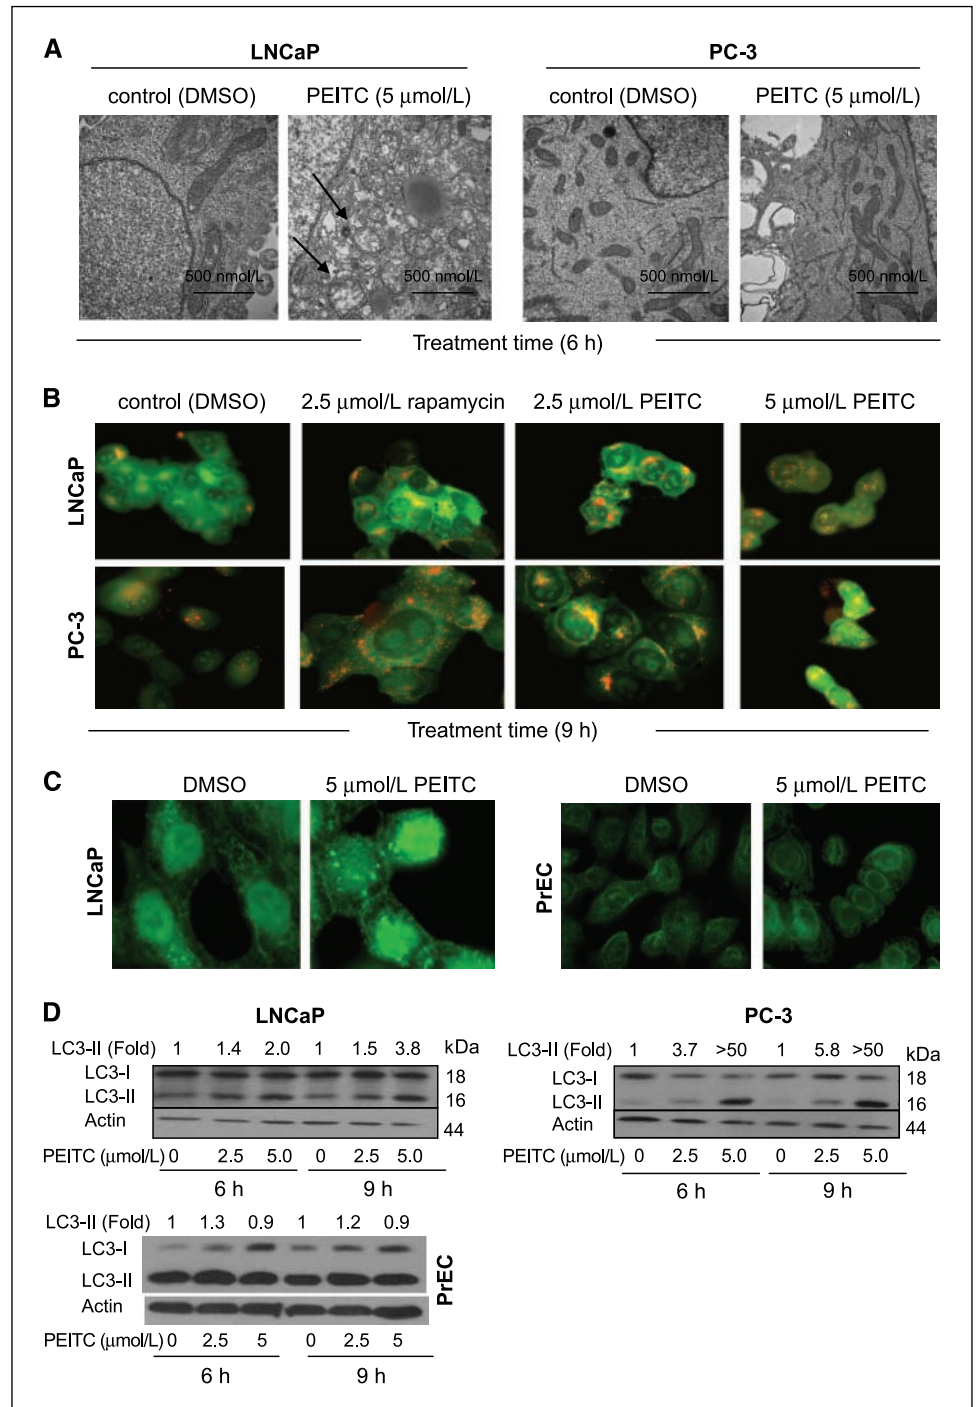 A
LNCaP
PC-3
control (DMSO)
PEITC (5 μmol/L)
control (DMSO)
PEITC (5 μmol/L)
500 nmol/L
500 nmol/L
500 nmol/L
500 nmol/L
Treatment time (6 h)
B
control (DMSO)
2.5 μmol/L rapamycin
2.5 μmol/L PEITC
5 μmol/L PEITC
LNCaP
PC-3
Treatment time (9 h)
C
DMSO
5 μmol/L PEITC
DMSO
5 μmol/L PEITC
LNCaP
PrEC
D
LNCaP
LC3-II (Fold) 1 1.4 2.0 1 1.5 3.8 kDa
LC3-I 18
LC3-II 16
Actin 44
PEITC (μmol/L) 0 2.5 5.0 0 2.5 5.0
6 h 9 h
PC-3
LC3-II (Fold) 1 3.7 >50 1 5.8 >50 kDa
LC3-I 18
LC3-II 16
Actin 44
PEITC (μmol/L) 0 2.5 5.0 0 2.5 5.0
6 h 9 h
LC3-II (Fold) 1 1.3 0.9 1 1.2 0.9
LC3-I
LC3-II
Actin
PrEC
PEITC (μmol/L) 0 2.5 5 0 2.5 5
6 h 9 h